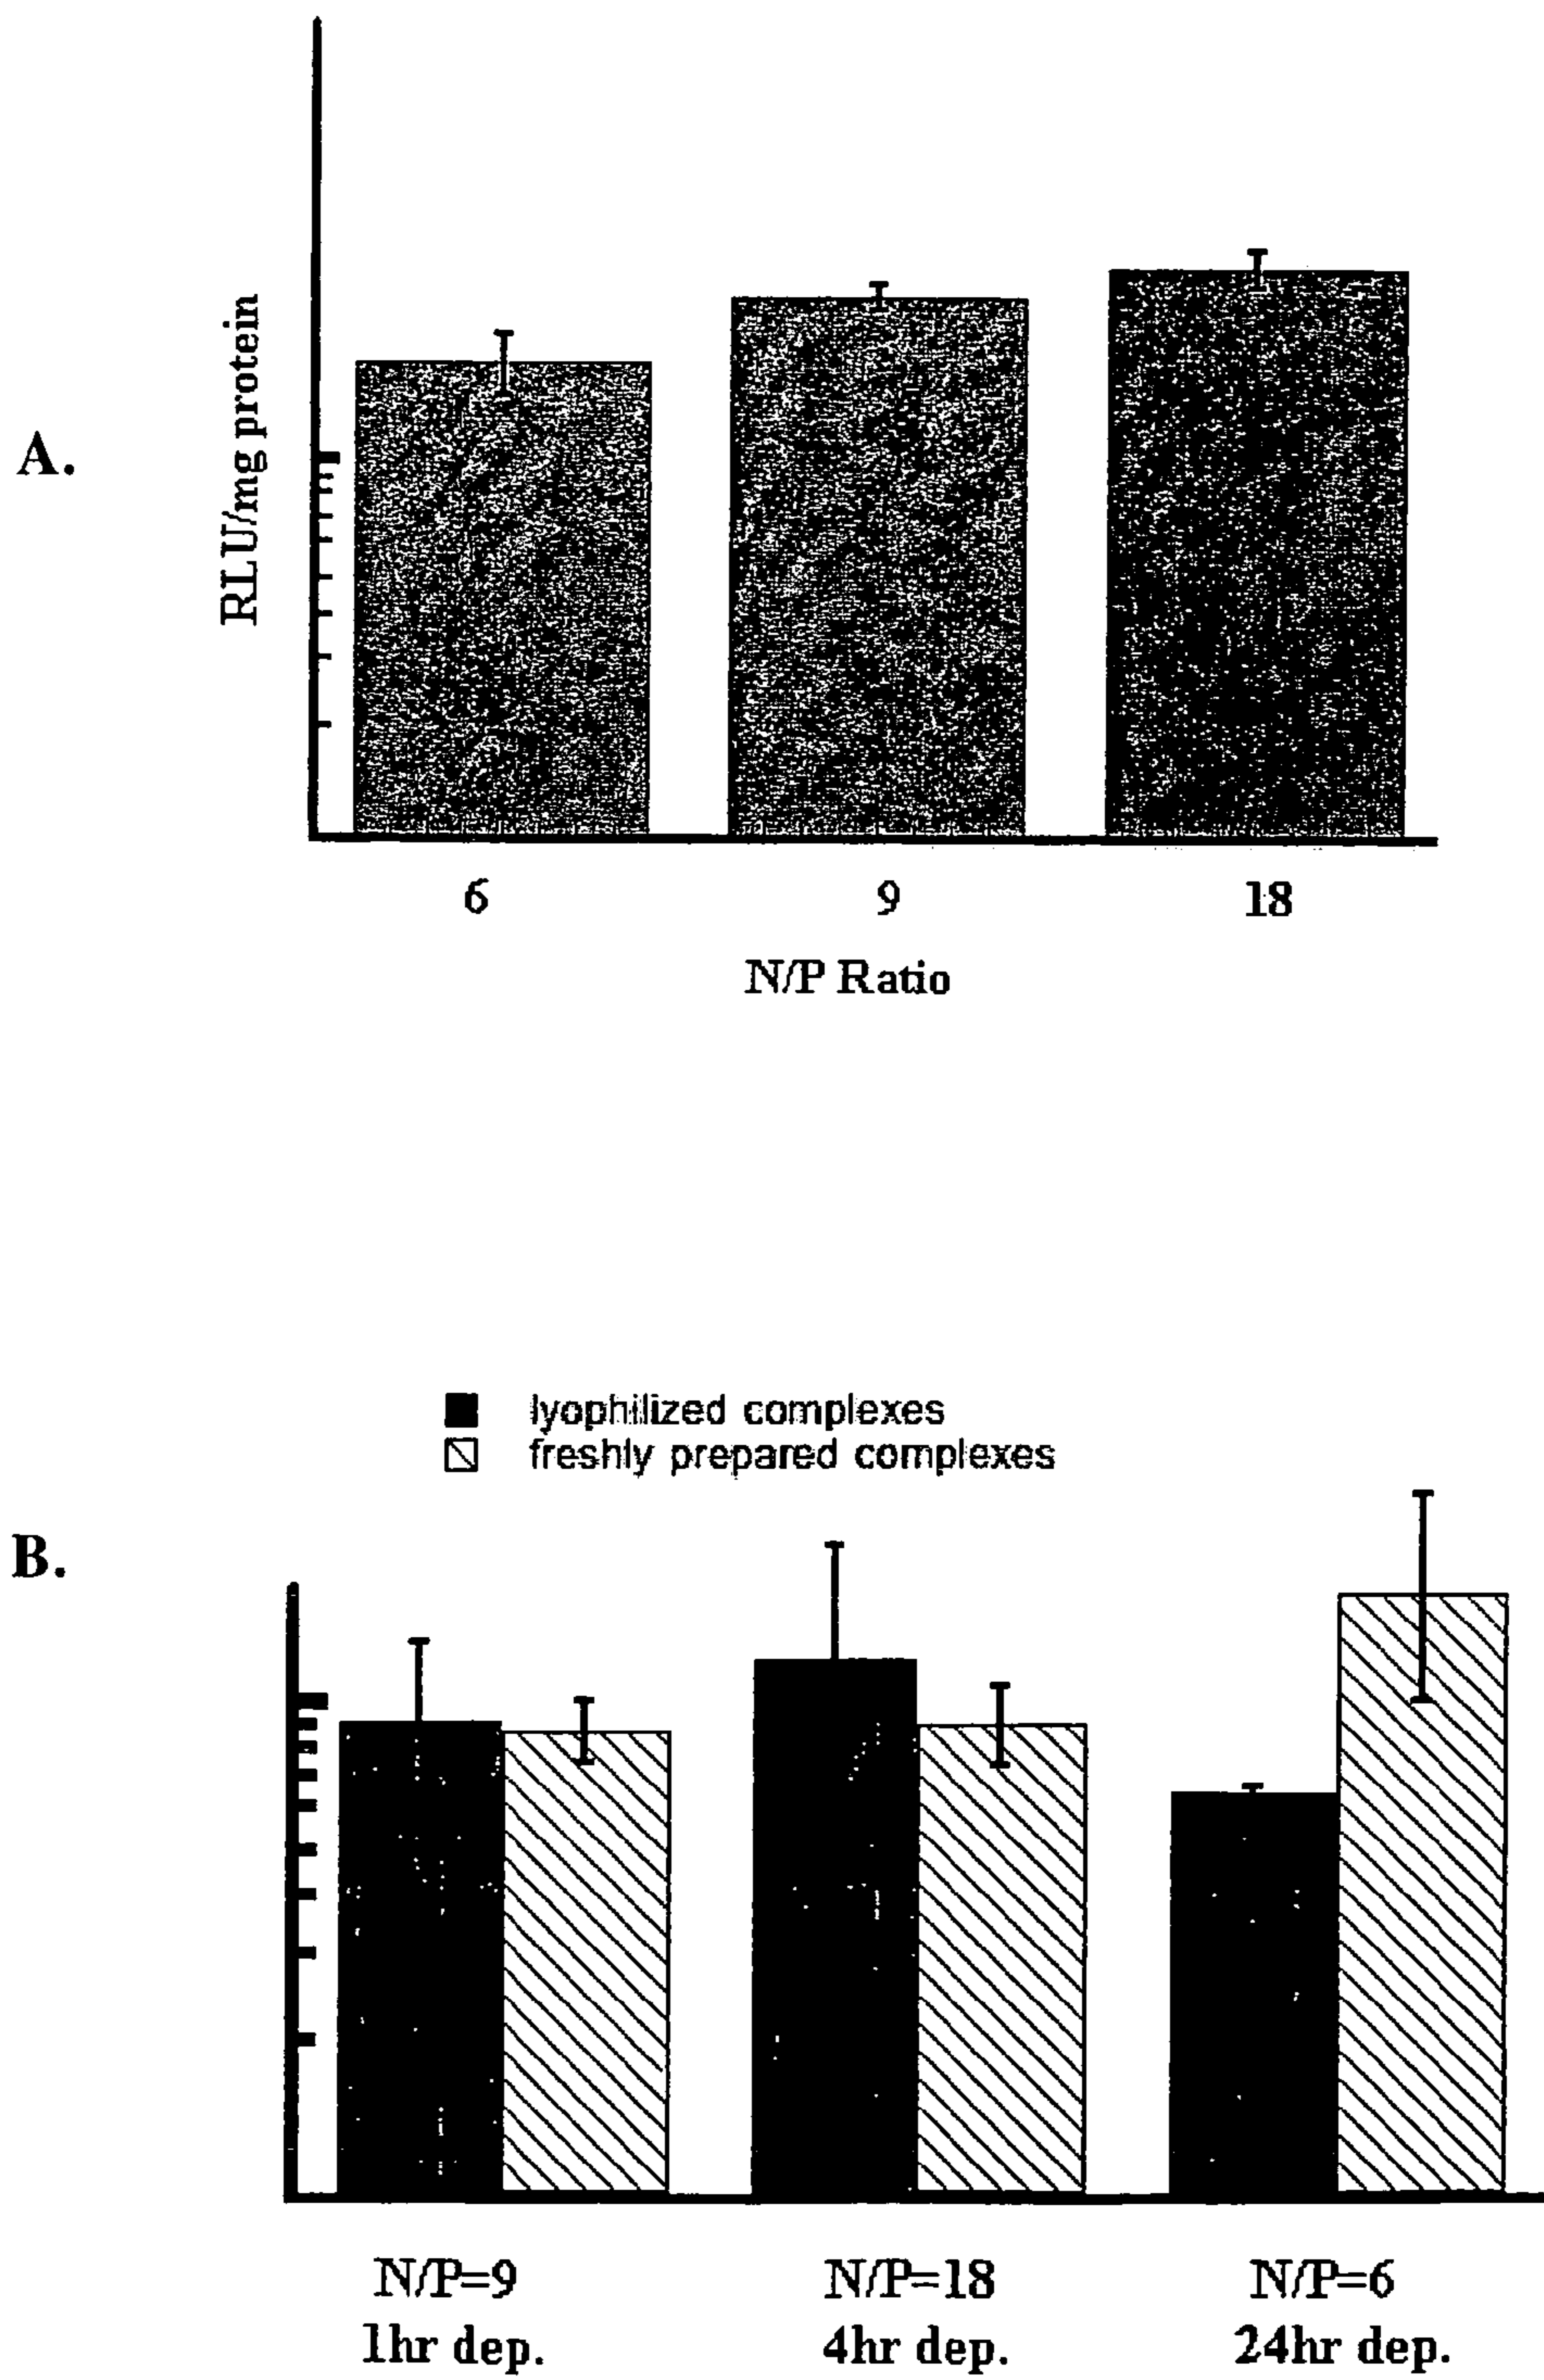 A.
RLU/mg protein
6 9 18
N/P Ratio
lyophilized complexes
freshly prepared complexes
B.
N/P=9 N/P=18 N/P=6
1hr dep. 4hr dep. 24hr dep.